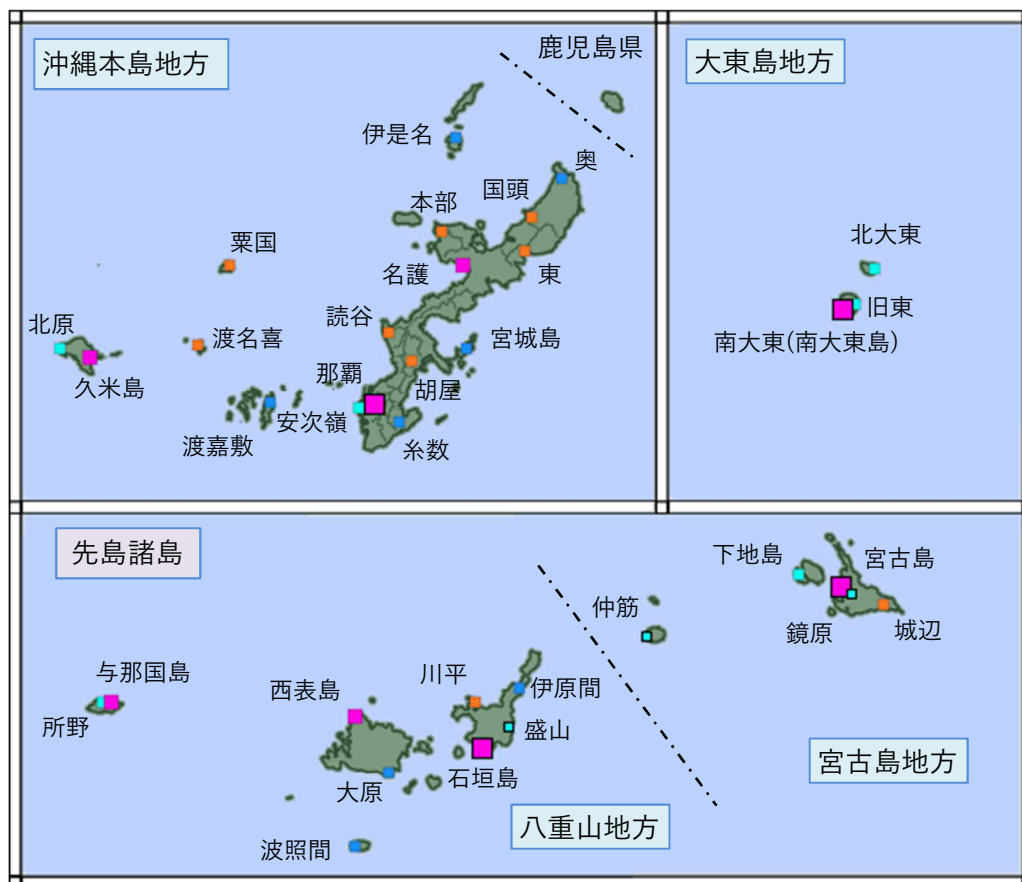 沖縄本島地方
鹿児島県
伊是名
奥
国頭
本部
粟国
名護
東
読谷
宮城島
北原
渡名喜
久米島
那覇
胡屋
安次嶺
渡嘉敷
糸数
大東島地方
北大東
旧東
南大東(南大東島)
先島諸島
下地島
宮古島
仲筋
鏡原
城辺
与那国島
所野
西表島
川平
伊原間
盛山
大原
石垣島
宮古島地方
八重山地方
波照間